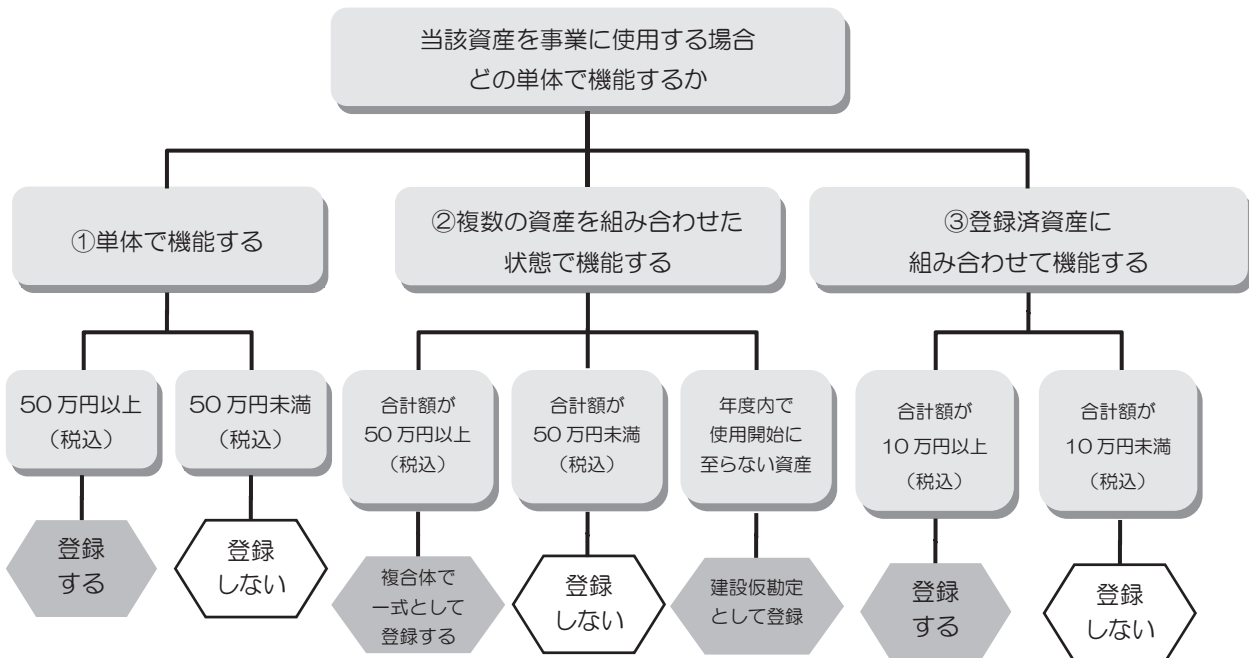 当該資産を事業に使用する場合
どの単体で機能するか
①単体で機能する
②複数の資産を組み合わせた
状態で機能する
③登録済資産に
組み合わせて機能する
50万円以上
（税込）
50万円未満
（税込）
合計額が
50万円以上
（税込）
合計額が
50万円未満
（税込）
年度内で
使用開始に
至らない資産
合計額が
10万円以上
（税込）
合計額が
10万円未満
（税込）
登録
する
登録
しない
複合体で
一式として
登録する
登録
しない
建設仮勘定
として登録
登録
する
登録
しない